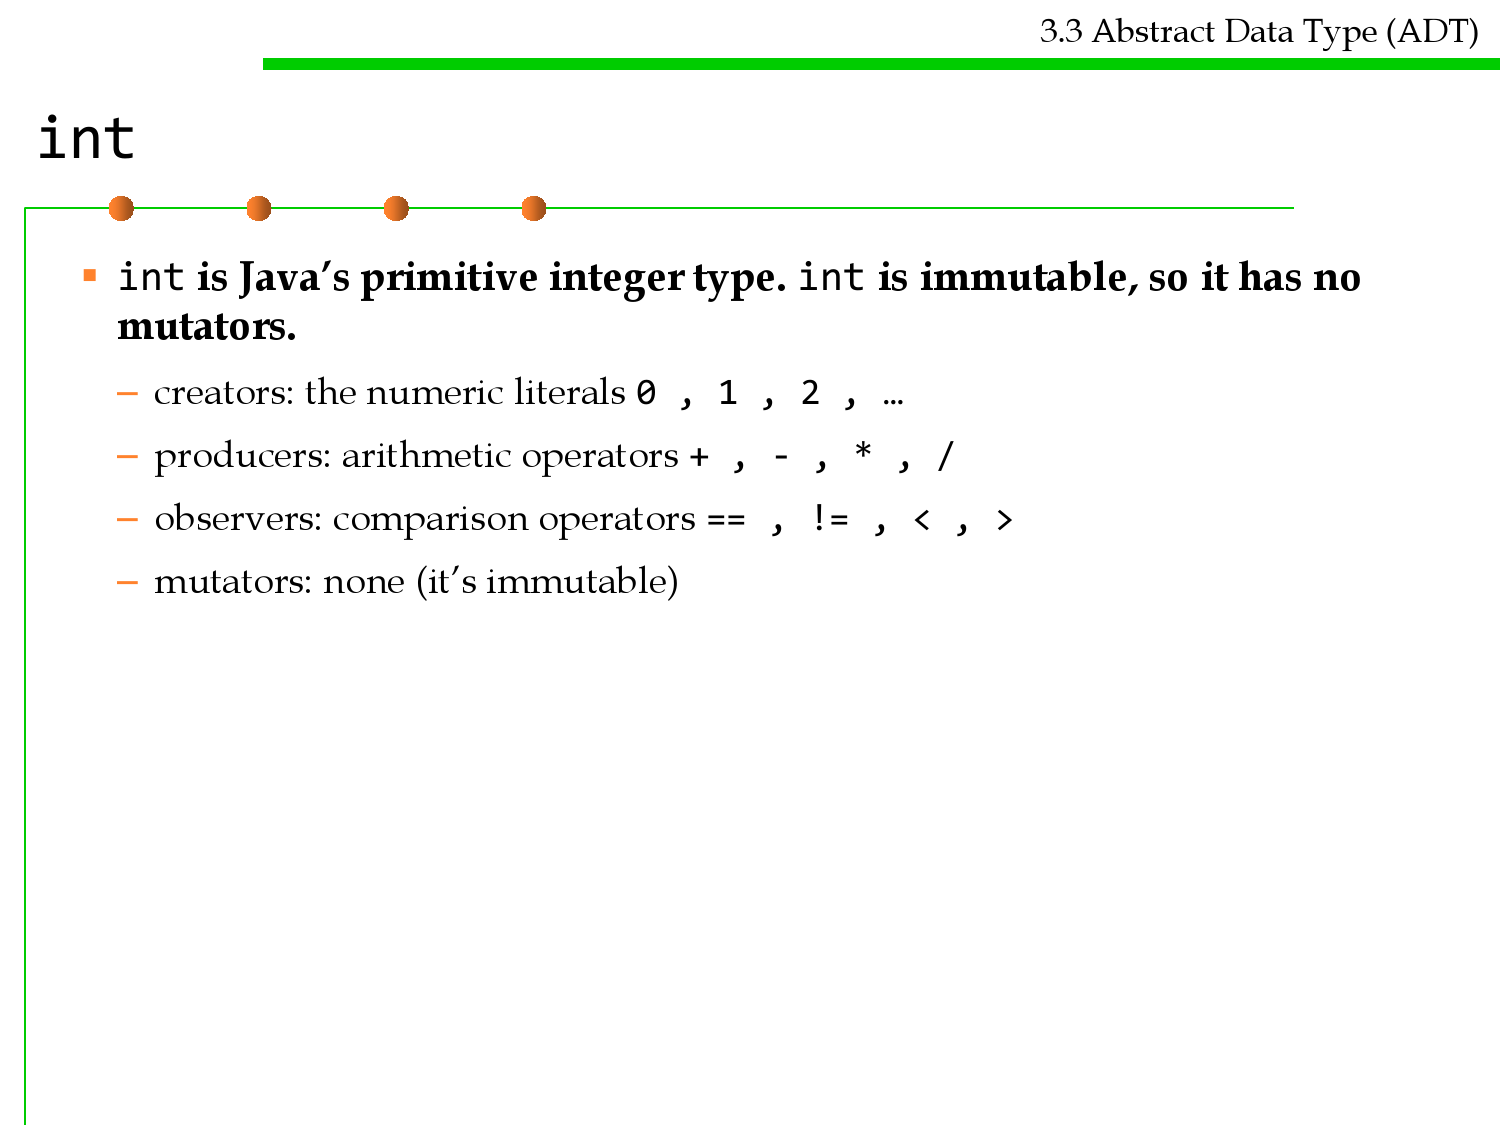 3.3 Abstract Data Type (ADT)
int
int is Java’s primitive integer type. int is immutable, so it has no
mutators.
– creators: the numeric literals 0 , 1 , 2 , …
– producers: arithmetic operators + , - , * , /
– observers: comparison operators == , != , < , >
– mutators: none (it’s immutable)